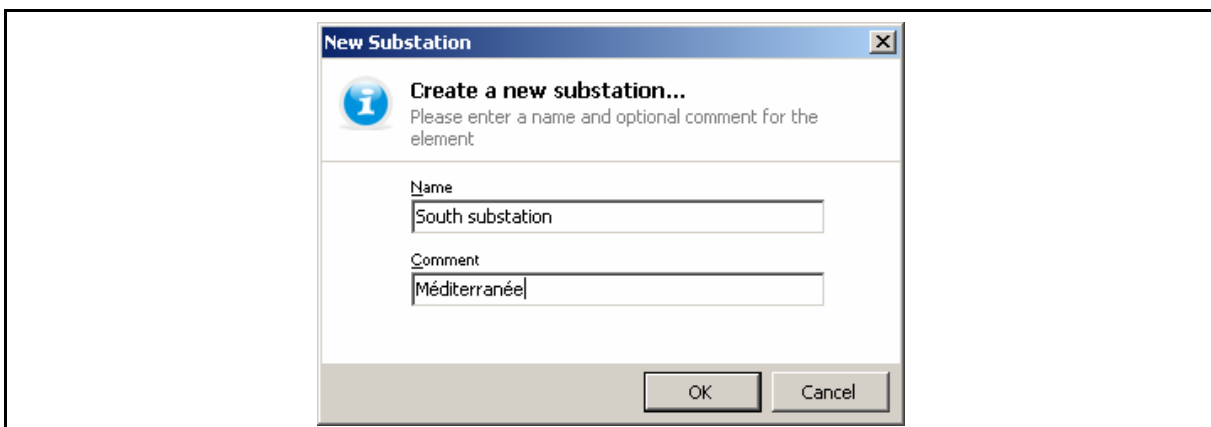 New Substation
Create a new substation...
Please enter a name and optional comment for the
element
Name
South substation
Comment
Méditerranée
OK
Cancel